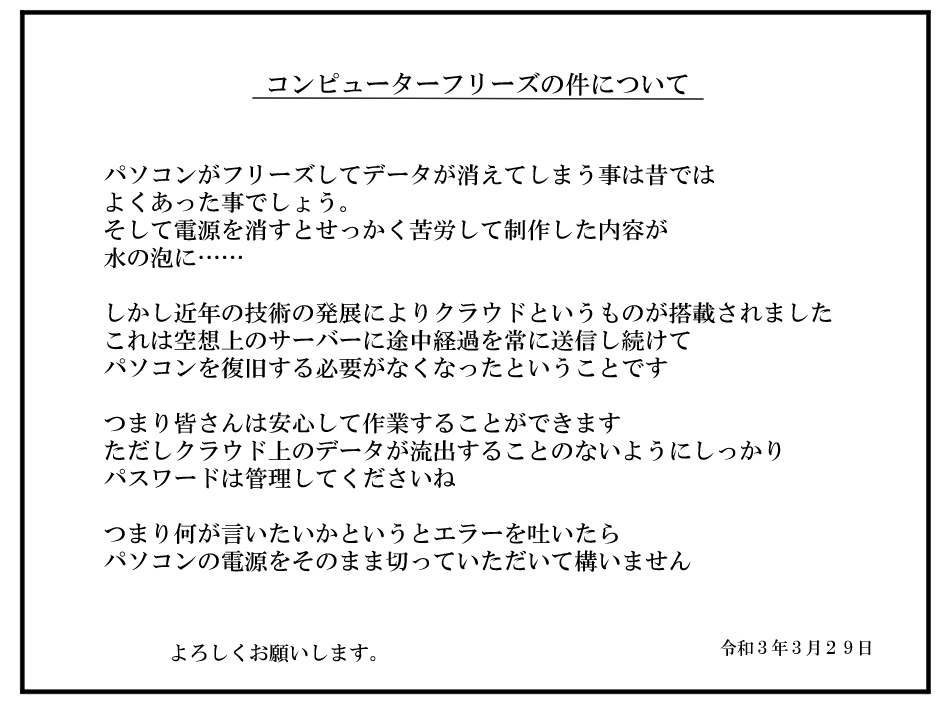 コンピューターフリーズの件について
パソコンがフリーズしてデータが消えてしまう事は昔では
よくあった事でしょう。
そして電源を消すとせっかく苦労して制作した内容が
水の泡に……
しかし近年の技術の発展によりクラウドというものが搭載されました
これは空想上のサーバーに途中経過を常に送信し続けて
パソコンを復旧する必要がなくなったということです
つまり皆さんは安心して作業することができます
ただしクラウド上のデータが流出することのないようにしっかり
パスワードは管理してくださいね
つまり何が言いたいかというとエラーを吐いたら
パソコンの電源をそのまま切っていただいて構いません
よろしくお願いします。
令和３年３月２９日